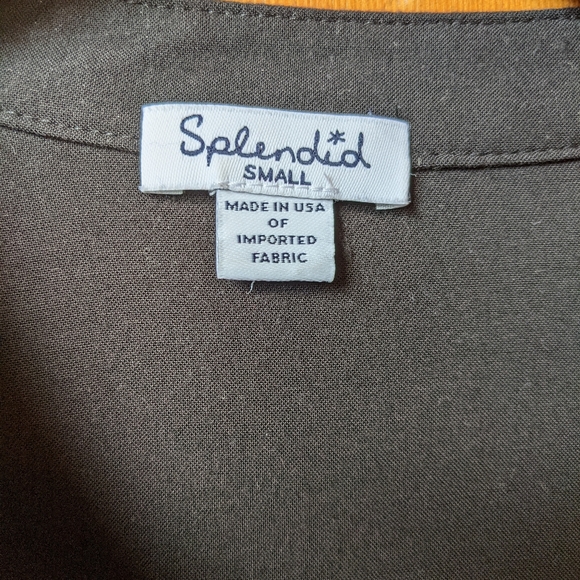 Splendid*
SMALL
MADE IN USA
OF
IMPORTED
FABRIC